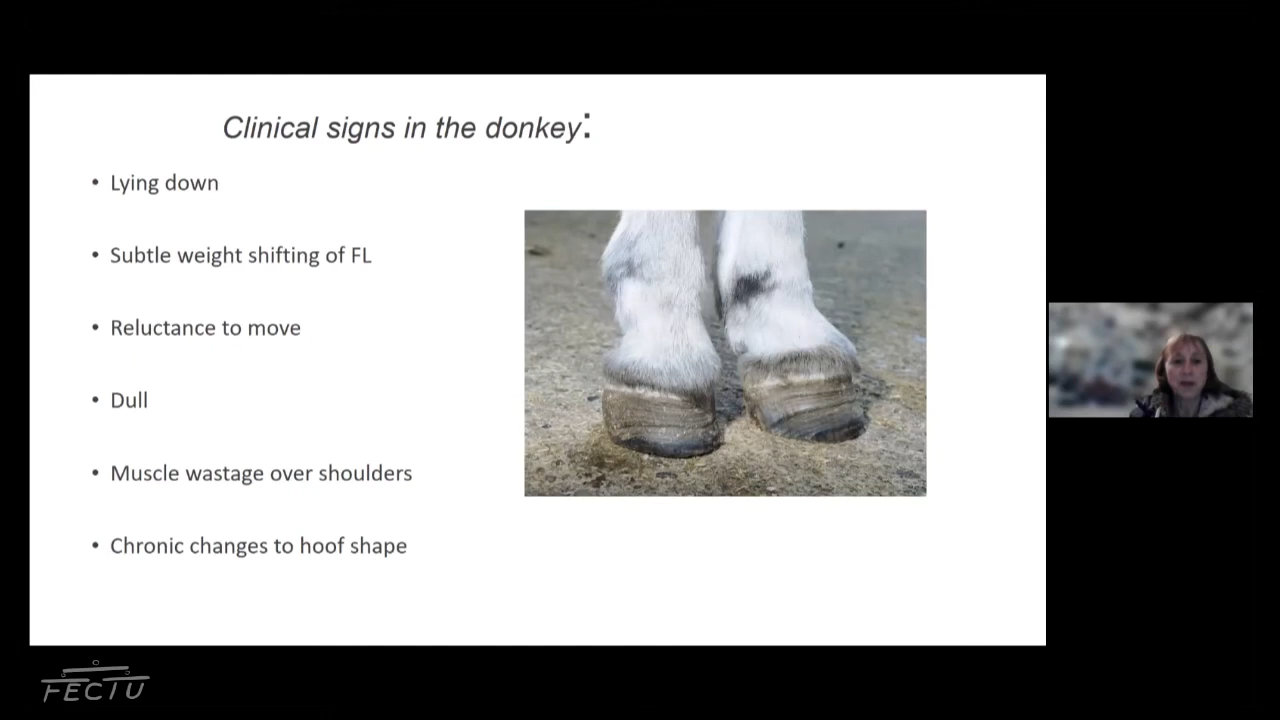 Clinical signs in the donkey:
• Lying down
• Subtle weight shifting of FL
• Reluctance to move
• Dull
• Muscle wastage over shoulders
• Chronic changes to hoof shape
FECTU